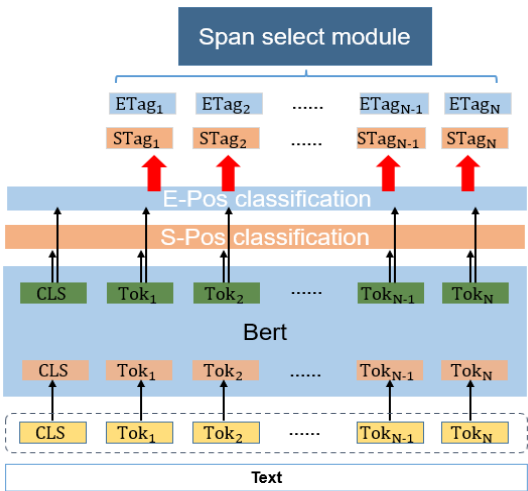 Span select module
ETag1 ETag2 ...... ETagN-1 ETagN
STag1 STag2 ...... STagN-1 STagN
E-Pos classification
S-Pos classification
CLS Tok1 Tok2 ...... TokN-1 TokN
Bert
CLS Tok1 Tok2 ...... TokN-1 TokN
CLS Tok1 Tok2 ...... TokN-1 TokN
Text